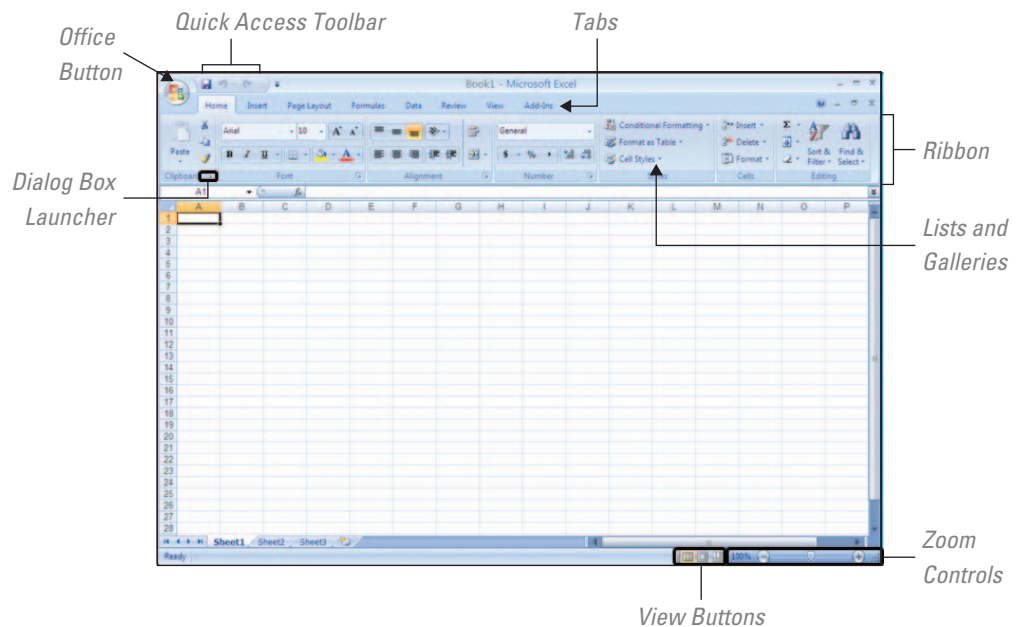 Quick Access Toolbar
Tabs
Office
Button
Book1 - Microsoft Excel
Home Insert Page Layout Formulas Data Review View Add-Ins
Arial 10 A A General Conditional Formatting Insert Σ
Paste Format as Table Delete Sort & Find &
B I U A $ % , Cell Styles Format Filter Select
Clipboard Font Alignment Number Cells Editing
Ribbon
Dialog Box
Launcher
A1 fx
A B C D E F G H I J K L M N O P
1
2
3
4
5
6
7
8
9
10
11
12
13
14
15
16
17
18
19
20
21
22
23
24
25
26
27
28
Lists and
Galleries
Sheet1 Sheet2 Sheet3
Ready 100%
Zoom
Controls
View Buttons